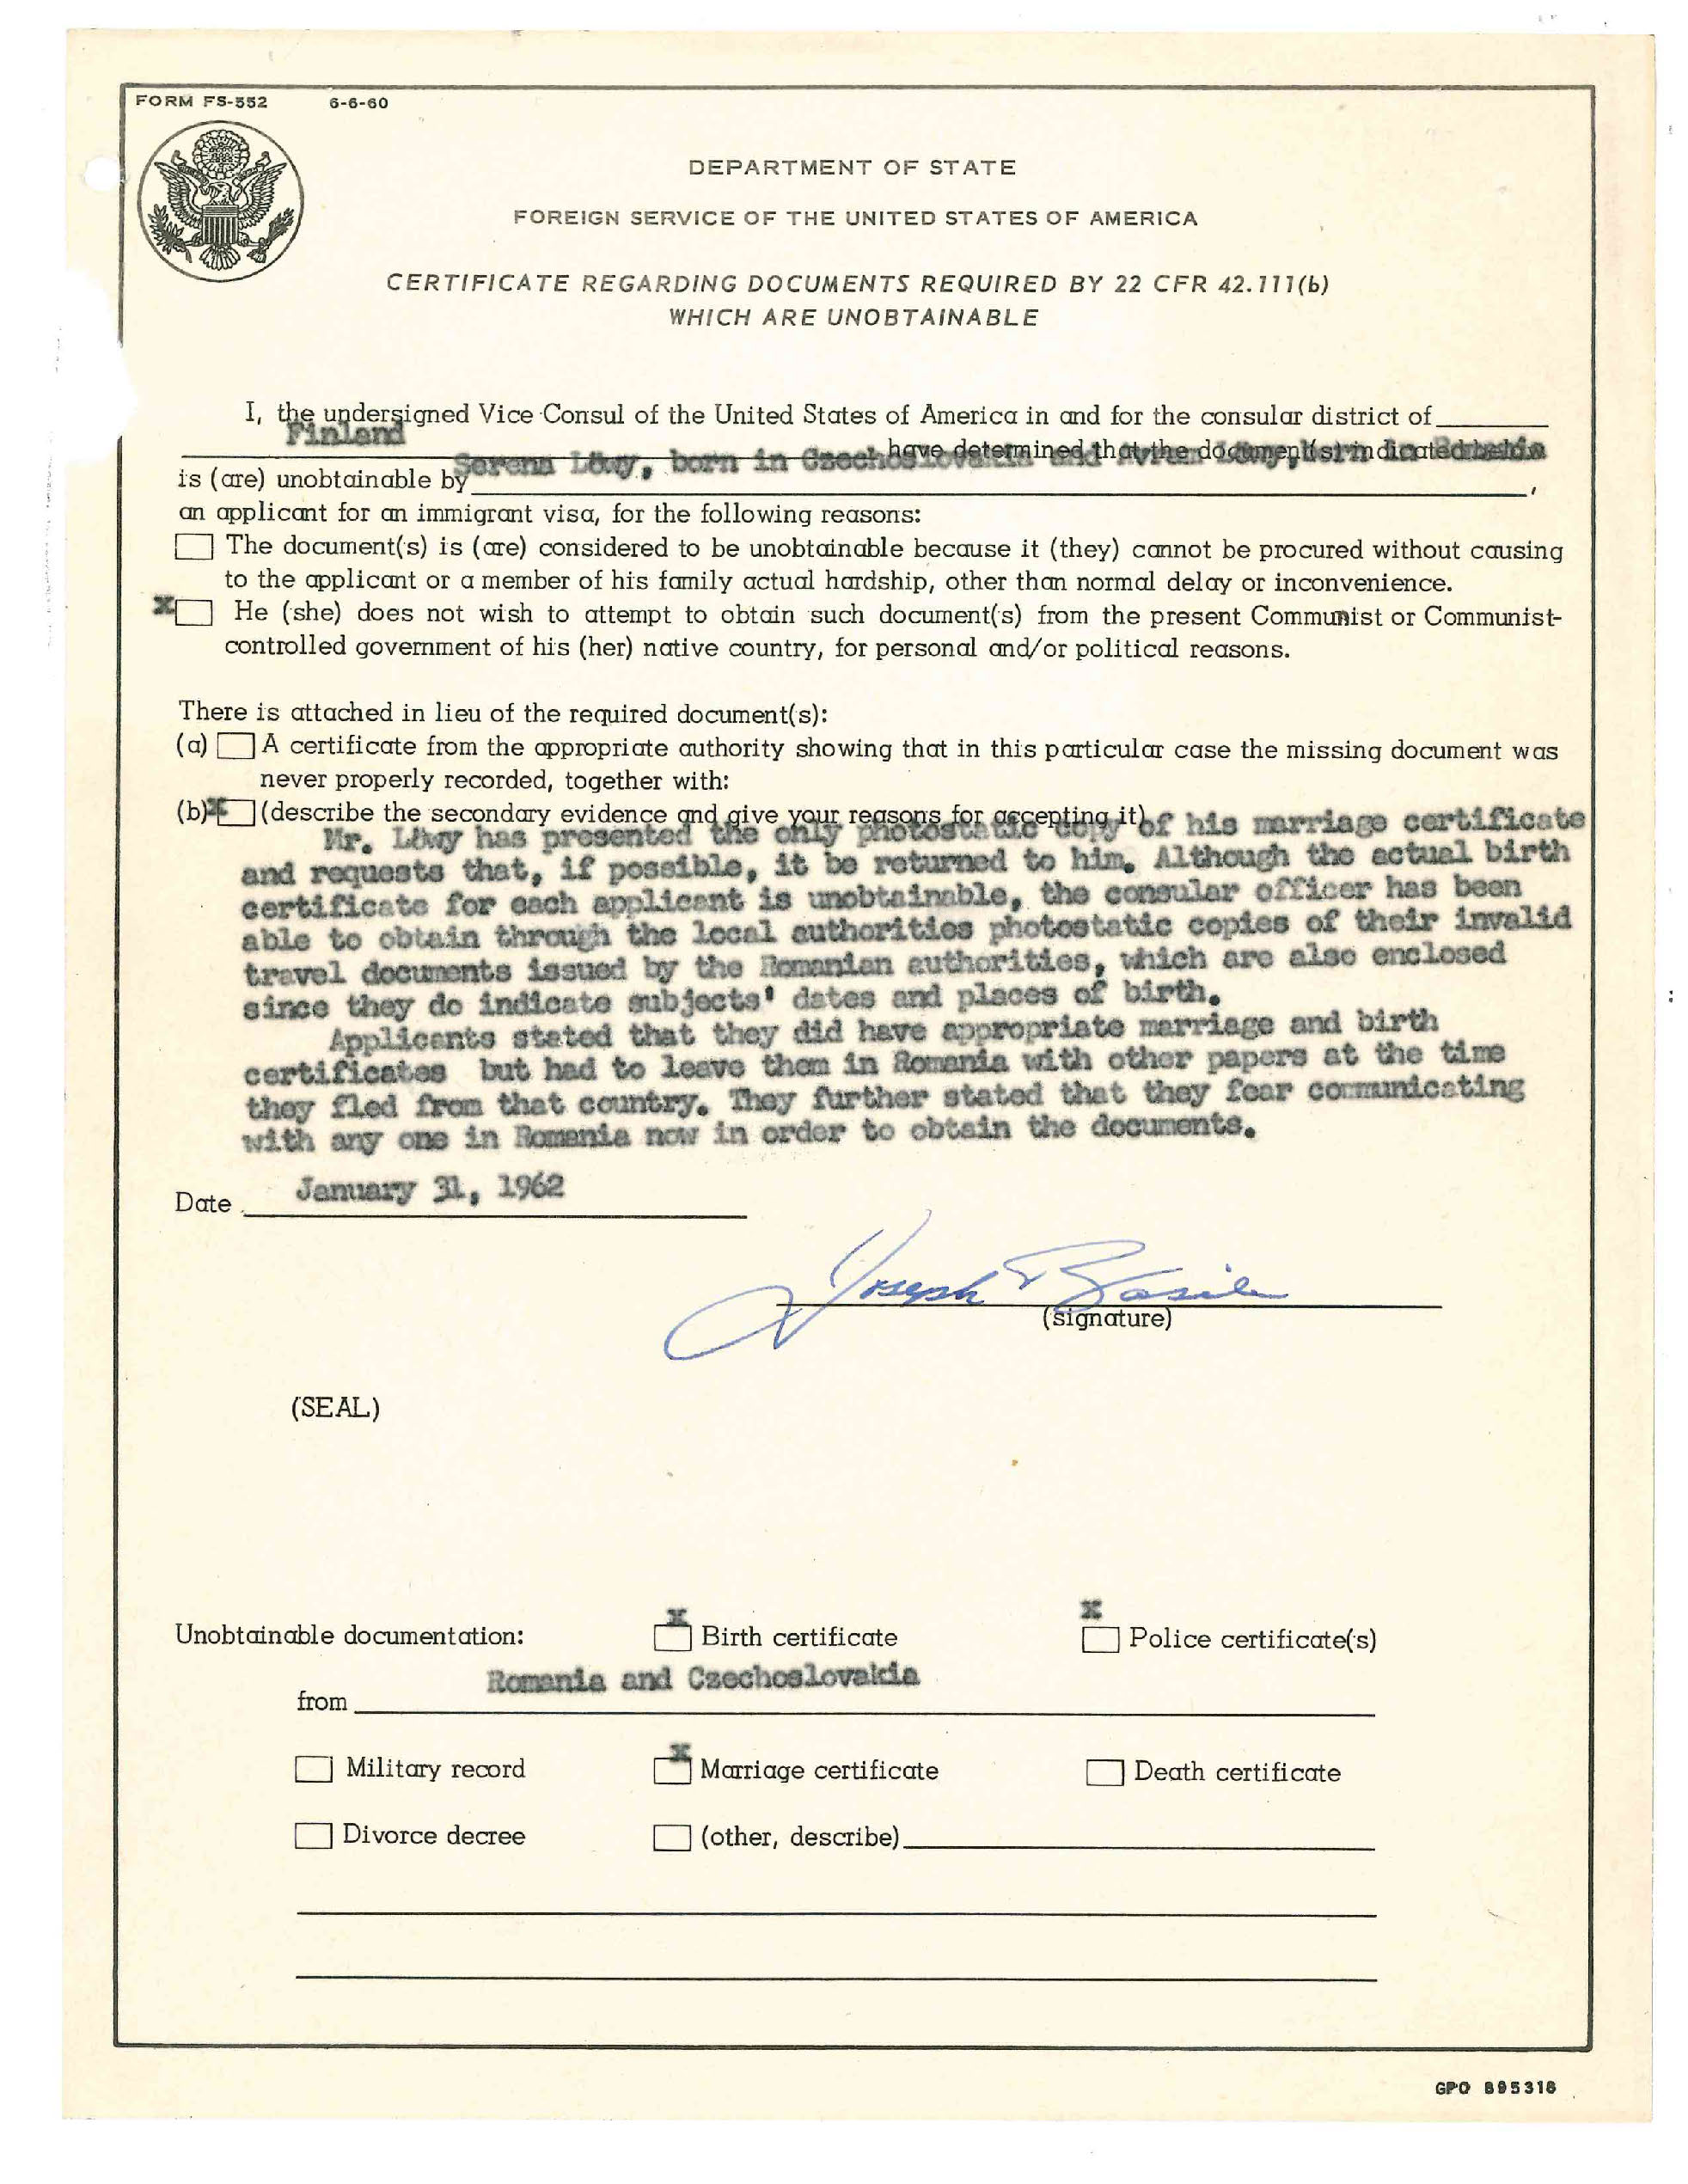 FORM FS-552 6-6-60
DEPARTMENT OF STATE
FOREIGN SERVICE OF THE UNITED STATES OF AMERICA
CERTIFICATE REGARDING DOCUMENTS REQUIRED BY 22 CFR 42.111(b)
WHICH ARE UNOBTAINABLE
I, the undersigned Vice Consul of the United States of America in and for the consular district of
Finland
have determined that the document(s) indicated below
Serena Löwy, born in Czechoslovakia and
is (are) unobtainable by ,
an applicant for an immigrant visa, for the following reasons:
The document(s) is (are) considered to be unobtainable because it (they) cannot be procured without causing
to the applicant or a member of his family actual hardship, other than normal delay or inconvenience.
x He (she) does not wish to attempt to obtain such document(s) from the present Communist or Communist-
controlled government of his (her) native country, for personal and/or political reasons.
There is attached in lieu of the required document(s):
(a) A certificate from the appropriate authority showing that in this particular case the missing document was
never properly recorded, together with:
(b) x (describe the secondary evidence and give your reasons for accepting it)
Mr. Löwy has presented the only photostatic copy of his marriage certificate
and requests that, if possible, it be returned to him. Although the actual birth
certificate for each applicant is unobtainable, the consular officer has been
able to obtain through the local authorities photostatic copies of their invalid
travel documents issued by the Romanian authorities, which are also enclosed
since they do indicate subjects' dates and places of birth.
Applicants stated that they did have appropriate marriage and birth
certificates but had to leave them in Romania with other papers at the time
they fled from that country. They further stated that they fear communicating
with any one in Romania now in order to obtain the documents.
Date January 31, 1962
Joseph Basile
(signature)
(SEAL)
Unobtainable documentation: x Birth certificate x Police certificate(s)
from Romania and Czechoslovakia
Military record x Marriage certificate Death certificate
Divorce decree (other, describe)
GPO 895318